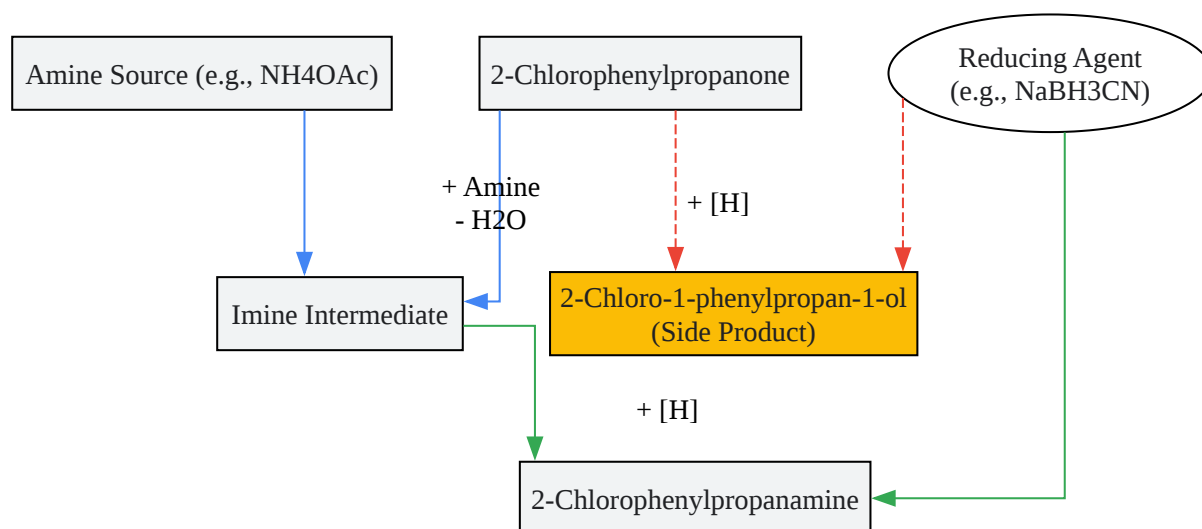 Amine Source (e.g., NH4OAc)
2-Chlorophenylpropanone
Reducing Agent
(e.g., NaBH3CN)
+ Amine
- H2O
+ [H]
Imine Intermediate
2-Chloro-1-phenylpropan-1-ol
(Side Product)
+ [H]
2-Chlorophenylpropanamine